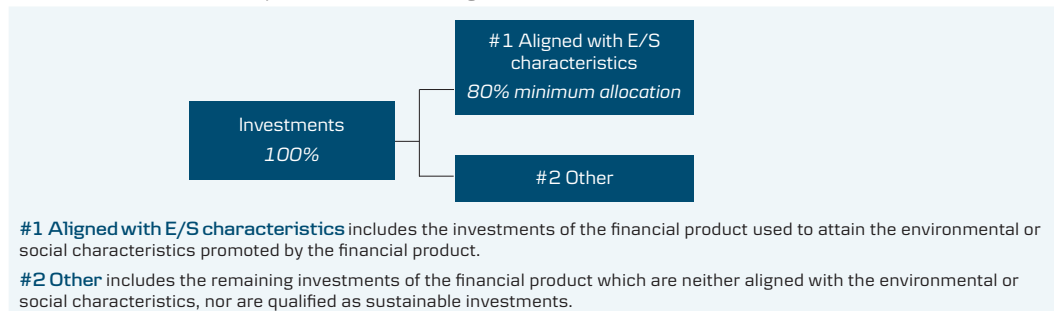 #1 Aligned with E/S
characteristics
80% minimum allocation
Investments
100%
#2 Other
#1 Aligned with E/S characteristics includes the investments of the financial product used to attain the environmental or
social characteristics promoted by the financial product.
#2 Other includes the remaining investments of the financial product which are neither aligned with the environmental or
social characteristics, nor are qualified as sustainable investments.